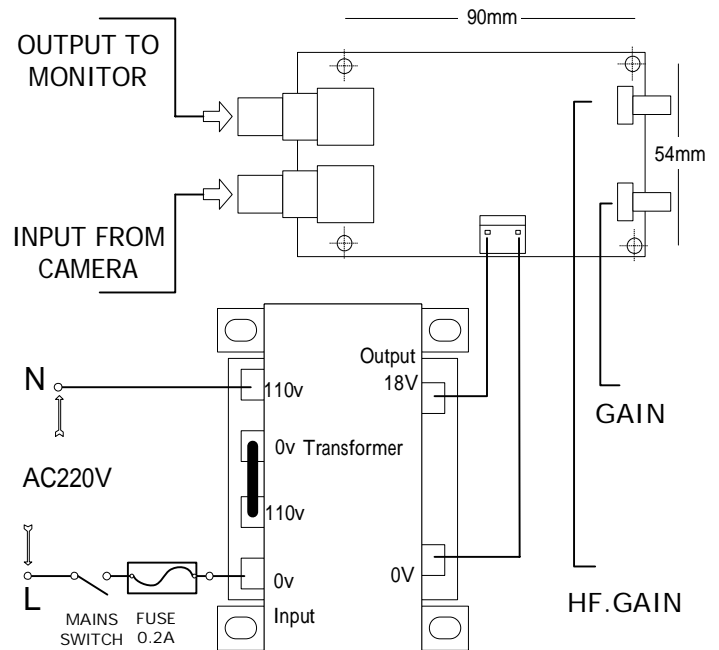 90mm
OUTPUT TO
MONITOR
54mm
INPUT FROM
CAMERA
Output
18V
N
110v
GAIN
0v Transformer
AC220V
110v
0v
0V
L
HF.GAIN
Input
MAINS
SWITCH
FUSE
0.2A